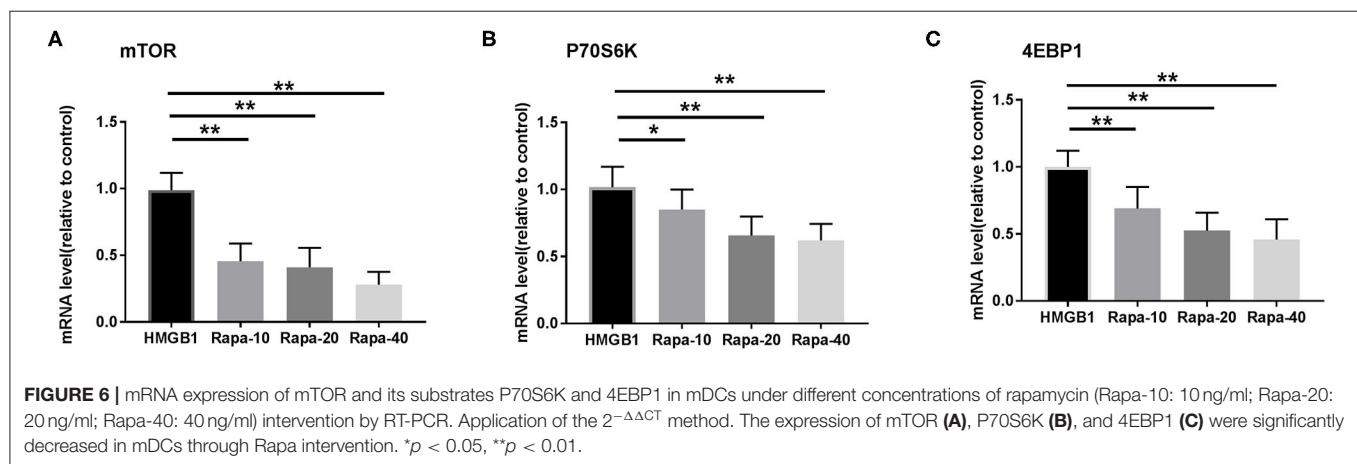 A
mTOR
**
**
**
mRNA level(relative to control)
1.5
1.0
0.5
0.0
HMGB1 Rapa-10 Rapa-20 Rapa-40
B
P70S6K
**
**
*
mRNA level(relative to control)
1.5
1.0
0.5
0.0
HMGB1 Rapa-10 Rapa-20 Rapa-40
C
4EBP1
**
**
**
mRNA level(relative to control)
1.5
1.0
0.5
0.0
HMGB1 Rapa-10 Rapa-20 Rapa-40
FIGURE 6 | mRNA expression of mTOR and its substrates P70S6K and 4EBP1 in mDCs under different concentrations of rapamycin (Rapa-10: 10 ng/ml; Rapa-20:
20 ng/ml; Rapa-40: 40 ng/ml) intervention by RT-PCR. Application of the 2−ΔΔCT method. The expression of mTOR (A), P70S6K (B), and 4EBP1 (C) were significantly
decreased in mDCs through Rapa intervention. *p < 0.05, **p < 0.01.